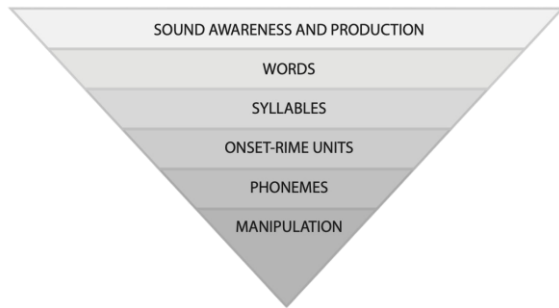 SOUND AWARENESS AND PRODUCTION
WORDS
SYLLABLES
ONSET-RIME UNITS
PHONEMES
MANIPULATION